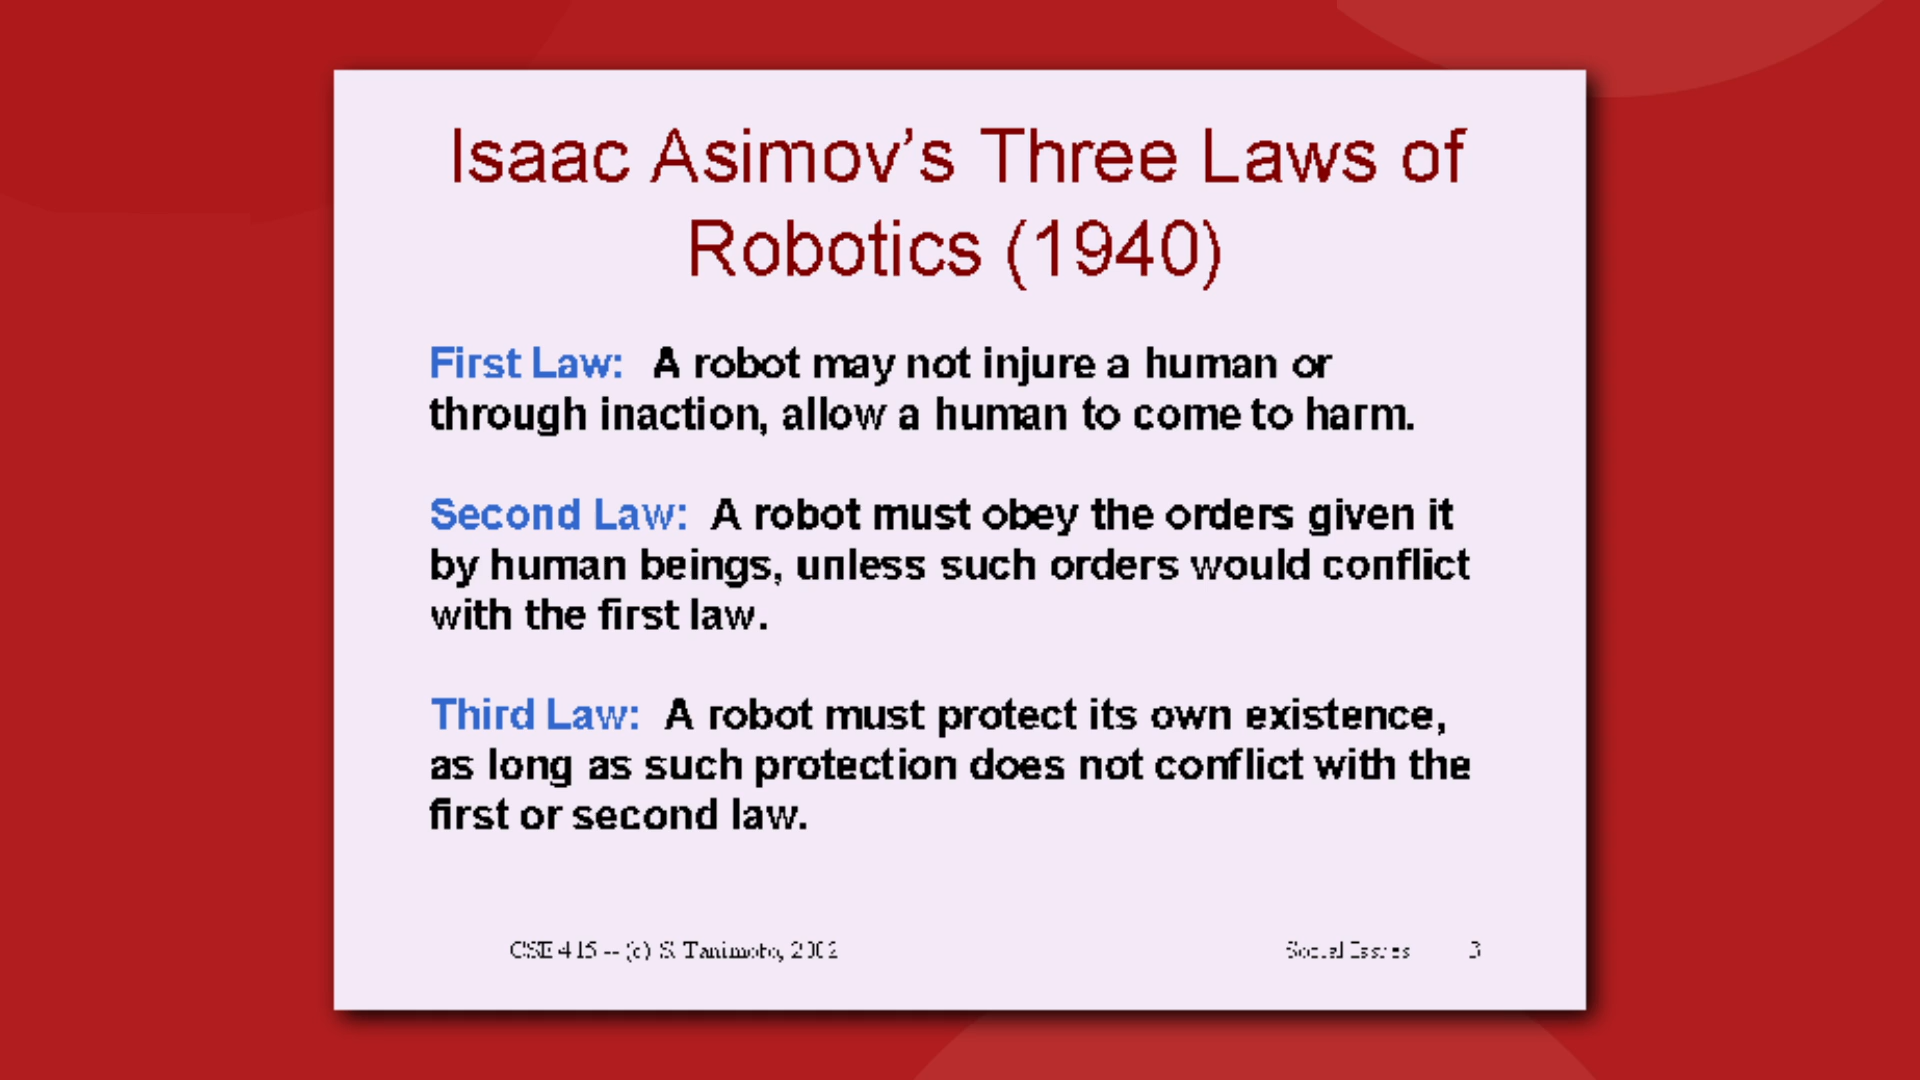 Isaac Asimov’s Three Laws of
Robotics (1940)
First Law: A robot may not injure a human or
through inaction, allow a human to come to harm.
Second Law: A robot must obey the orders given it
by human beings, unless such orders would conflict
with the first law.
Third Law: A robot must protect its own existence,
as long as such protection does not conflict with the
first or second law.
CSE 415 -- (c) S. Tanimoto, 2002
Social Issues 3